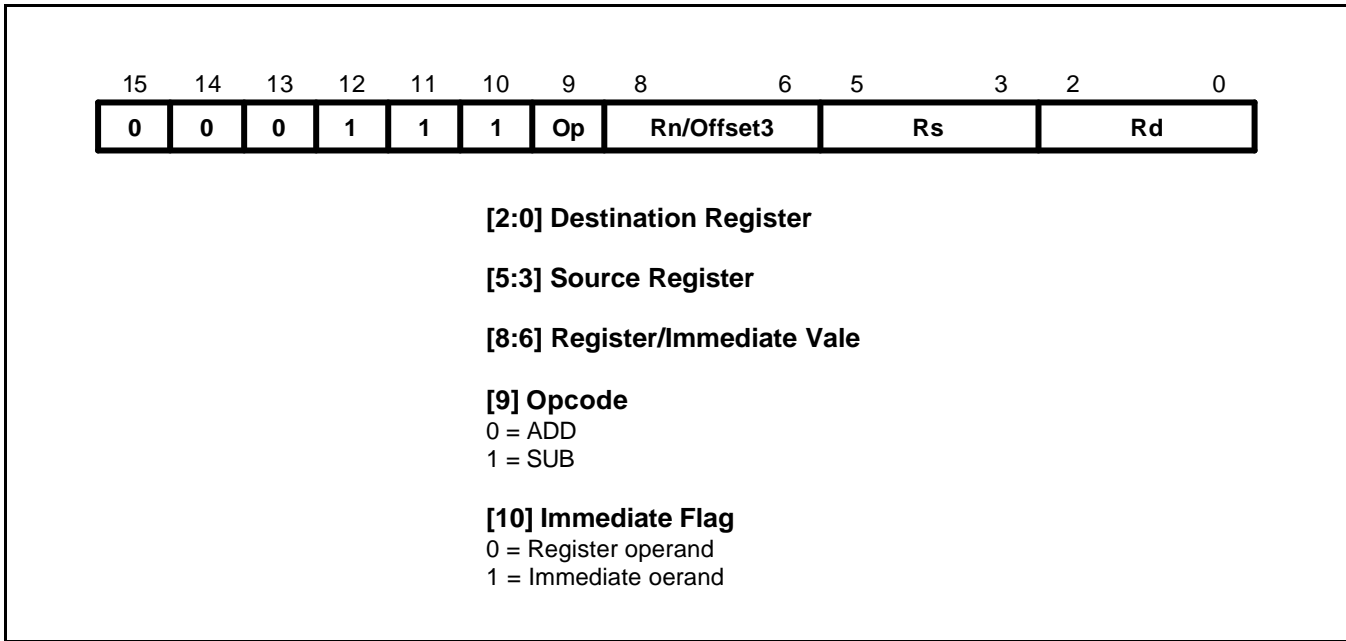 15 14 13 12 11 10 9 8 6 5 3 2 0
0 0 0 1 1 1 Op Rn/Offset3 Rs Rd
[2:0] Destination Register
[5:3] Source Register
[8:6] Register/Immediate Vale
[9] Opcode
0 = ADD
1 = SUB
[10] Immediate Flag
0 = Register operand
1 = Immediate oerand